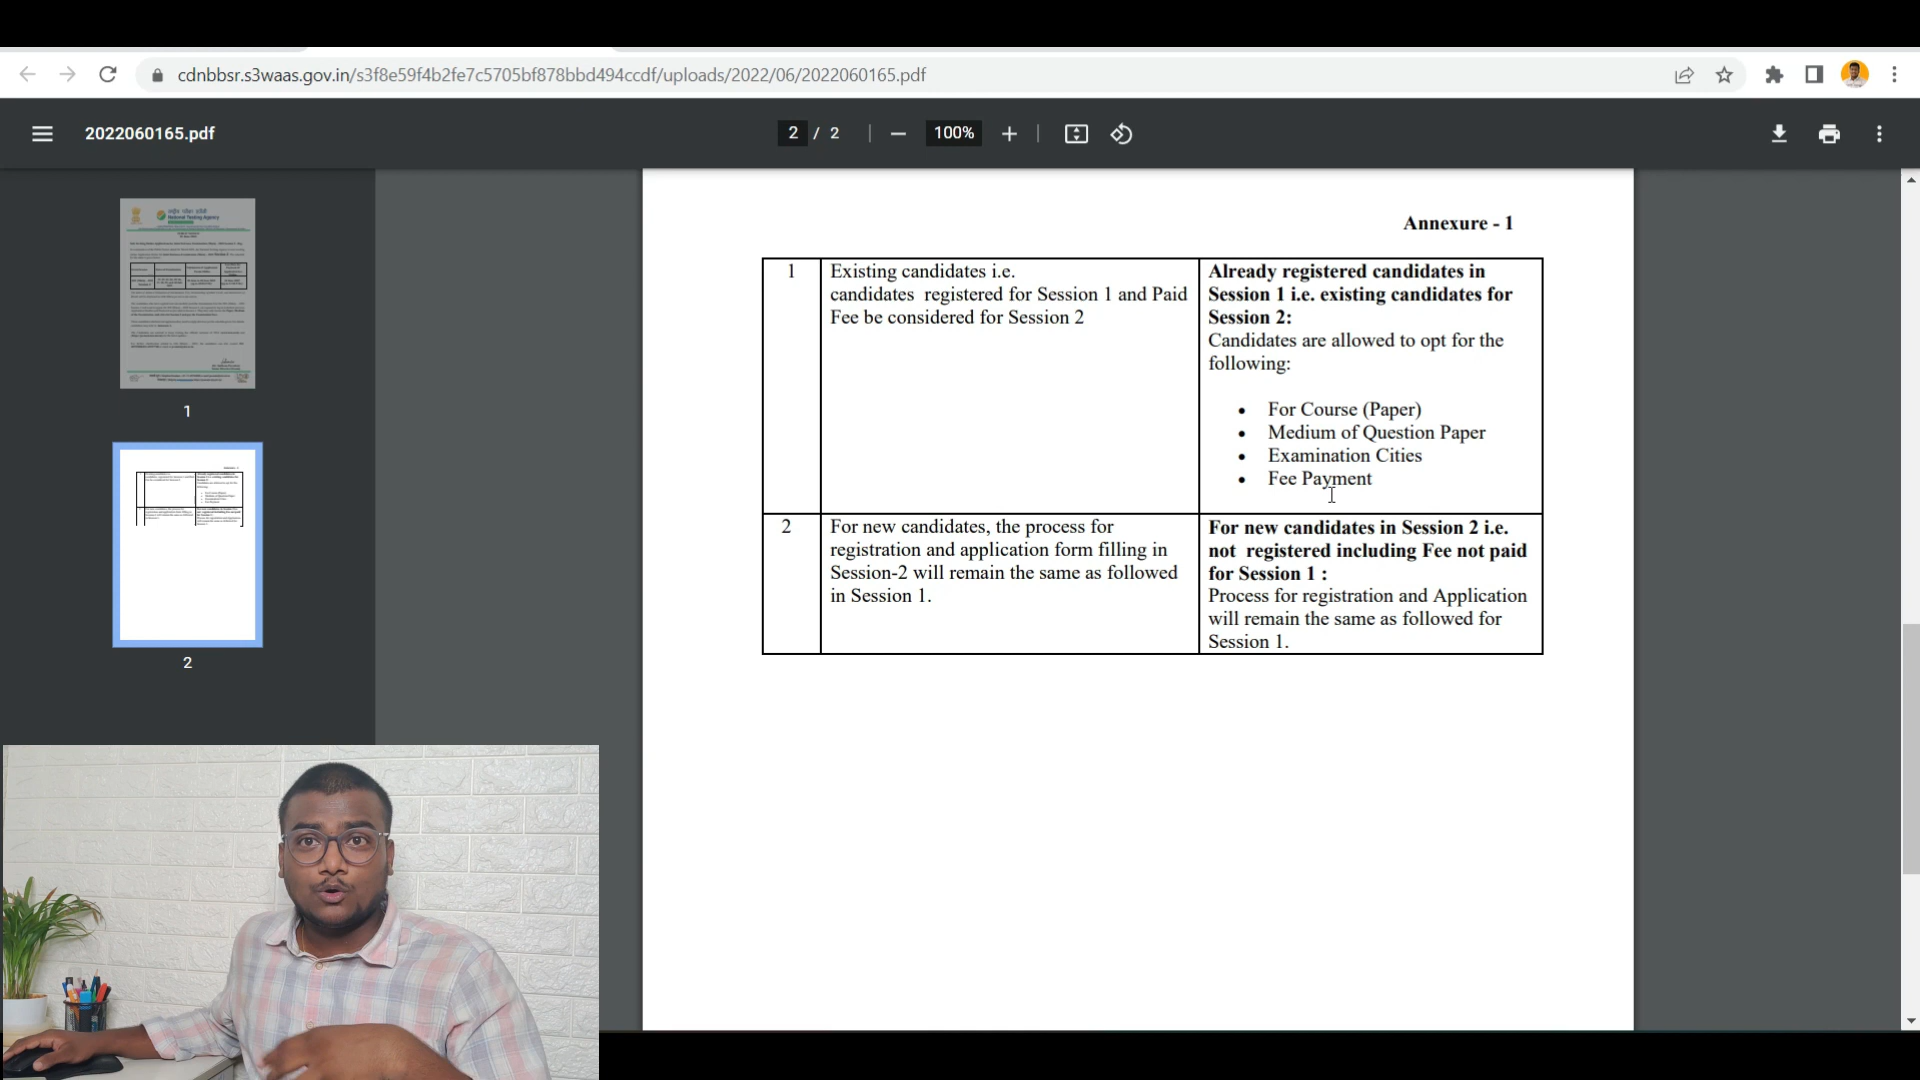 cdnbbsr.s3waas.gov.in/s3f8e59f4b2fe7c5705bf878bbd494ccdf/uploads/2022/06/2022060165.pdf
2022060165.pdf
2 / 2
100%
1
2
Annexure - 1
1
Existing candidates i.e.
candidates registered for Session 1 and Paid
Fee be considered for Session 2
Already registered candidates in
Session 1 i.e. existing candidates for
Session 2:
Candidates are allowed to opt for the
following:
• For Course (Paper)
• Medium of Question Paper
• Examination Cities
• Fee Payment
2
For new candidates, the process for
registration and application form filling in
Session-2 will remain the same as followed
in Session 1.
For new candidates in Session 2 i.e.
not registered including Fee not paid
for Session 1 :
Process for registration and Application
will remain the same as followed for
Session 1.